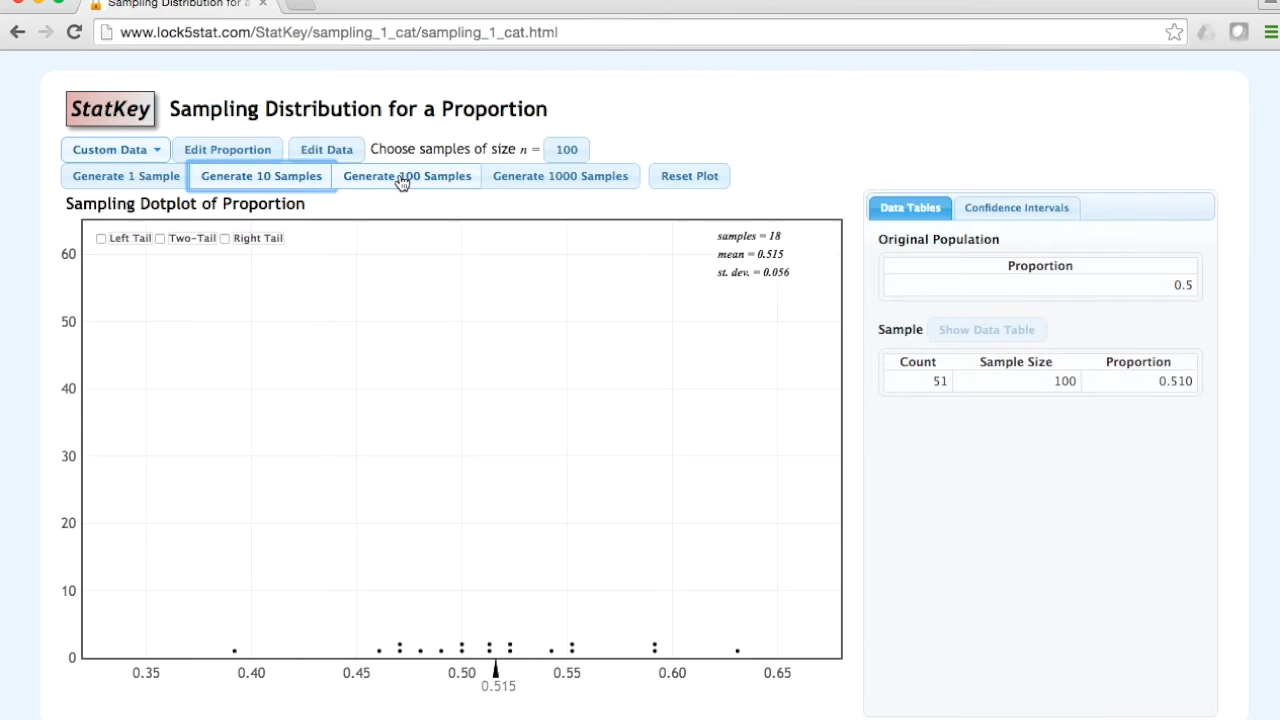 Sampling Distribution for a
www.lock5stat.com/StatKey/sampling_1_cat/sampling_1_cat.html
StatKey Sampling Distribution for a Proportion
Custom Data Edit Proportion Edit Data Choose samples of size n = 100
Generate 1 Sample Generate 10 Samples Generate 100 Samples Generate 1000 Samples Reset Plot
Sampling Dotplot of Proportion
Left Tail Two-Tail Right Tail
samples = 18
mean = 0.515
st. dev. = 0.056
60
50
40
30
20
10
0
0.35 0.40 0.45 0.50 0.55 0.60 0.65
0.515
Data Tables Confidence Intervals
Original Population
Proportion
0.5
Sample Show Data Table
Count Sample Size Proportion
51 100 0.510